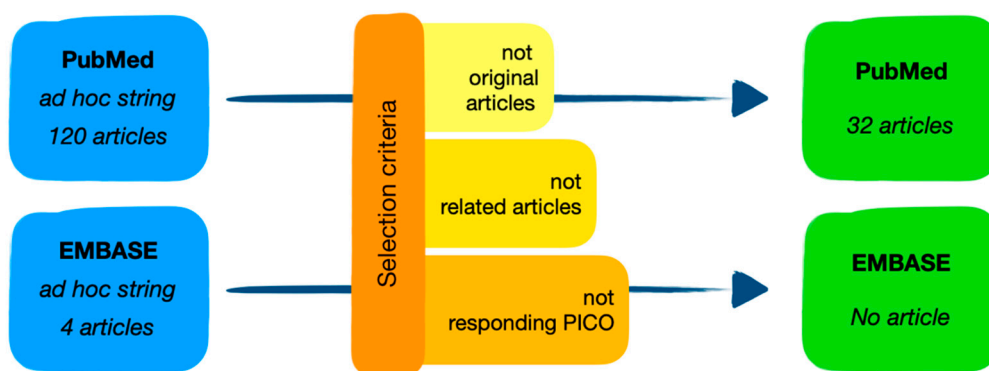 PubMed
ad hoc string
120 articles
EMBASE
ad hoc string
4 articles
Selection criteria
not
original
articles
not
related articles
not
responding PICO
PubMed
32 articles
EMBASE
No article